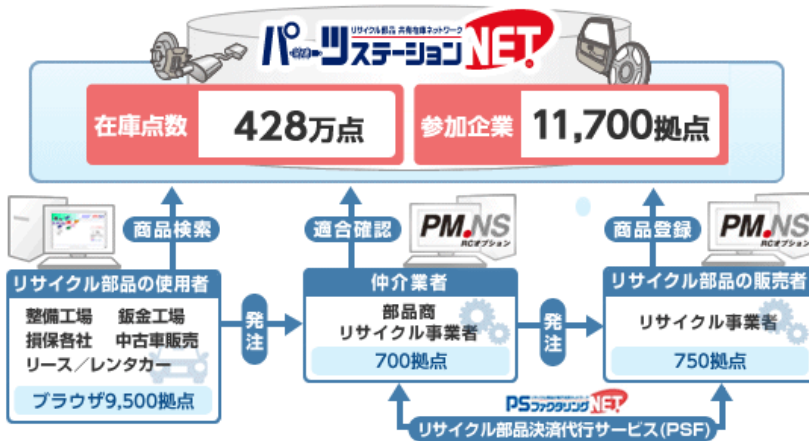 リサイクル部品 共有在庫ネットワーク
パーツステーションNET.
在庫点数 428万点 参加企業 11,700拠点
商品検索 適合確認 PM.NS 商品登録 PM.NS
RCオプション RCオプション
リサイクル部品の使用者 仲介業者 リサイクル部品の販売者
整備工場 鈑金工場
損保各社 中古車販売
リース／レンタカー
ブラウザ9,500拠点
発注
部品商
リサイクル事業者
700拠点
発注
リサイクル事業者
750拠点
PSファクタリングNET
リサイクル部品決済代行サービス(PSF)